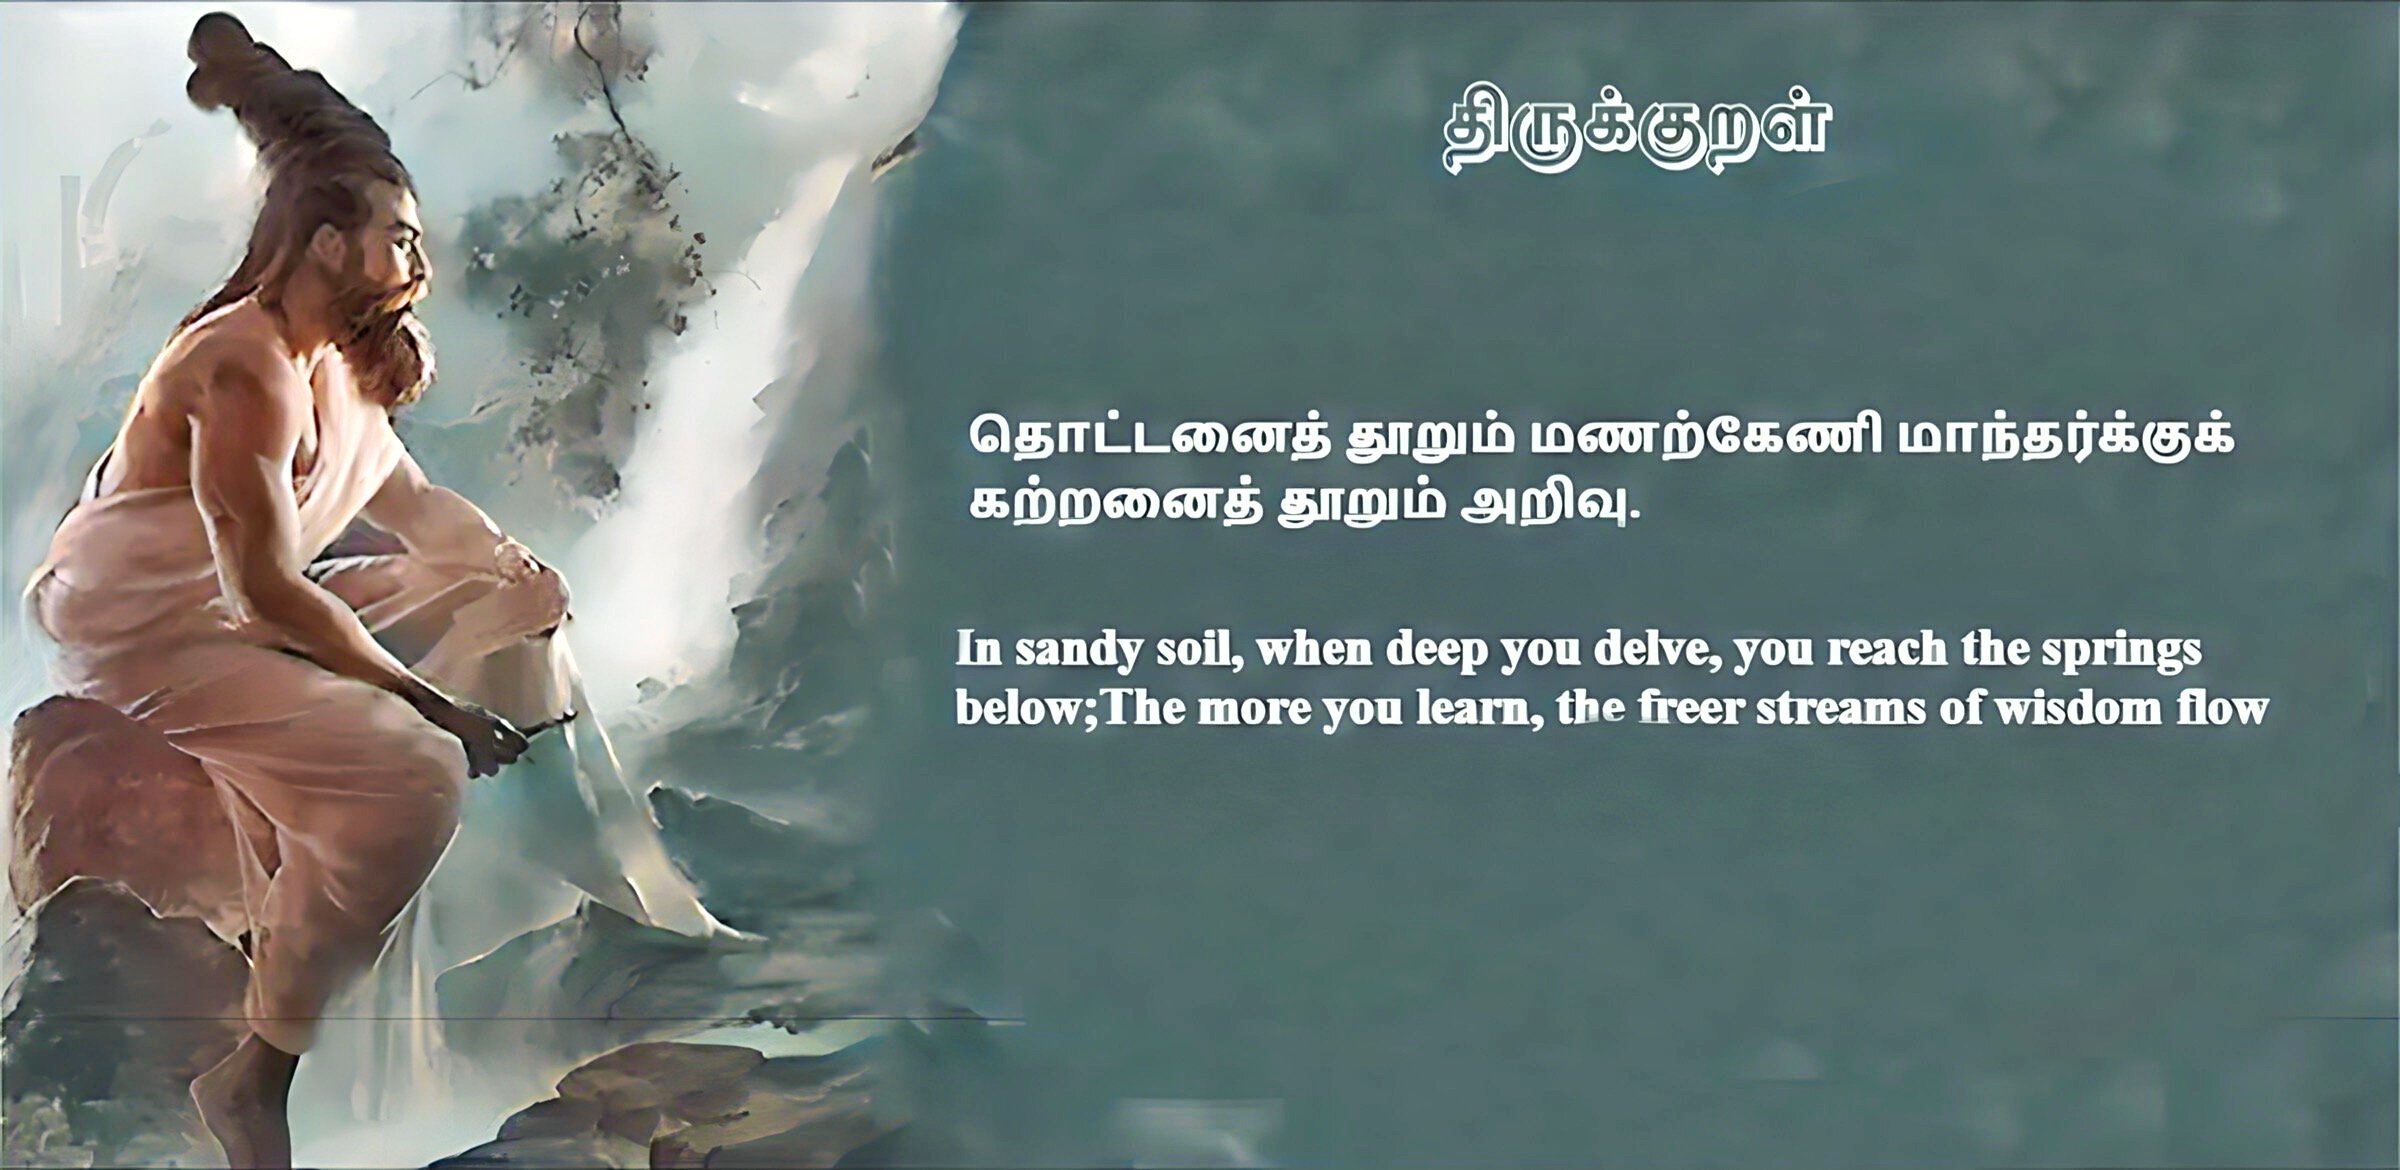 திருக்குறள்
தொட்டனைத் தூறும் மணற்கேணி மாந்தர்க்குக்
கற்றனைத் தூறும் அறிவு.
In sandy soil, when deep you delve, you reach the springs
below;The more you learn, the freer streams of wisdom flow